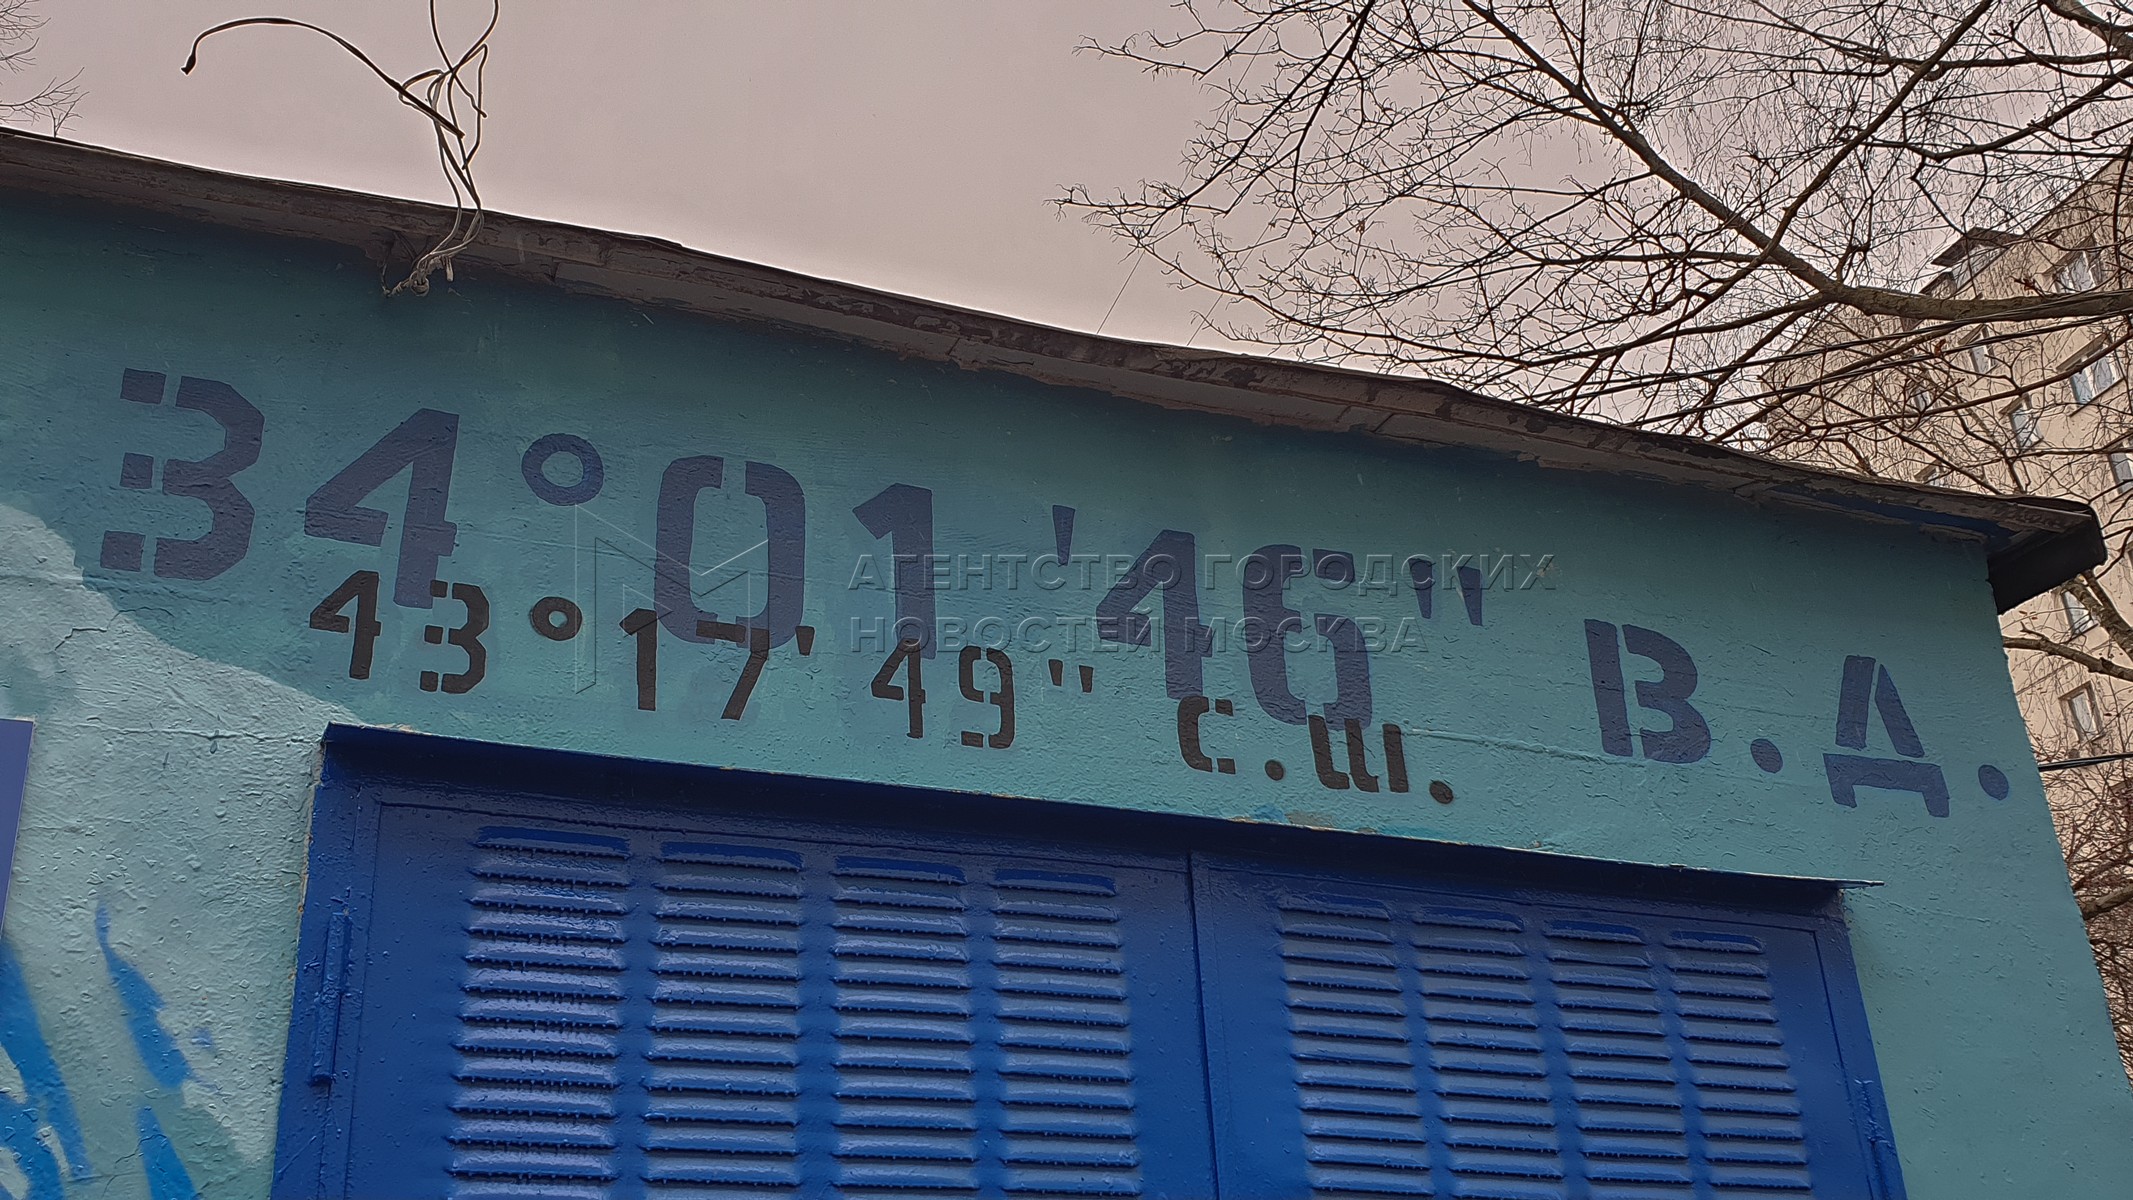 34°01'46" В.Д.
43°17'49" с.ш.
АГЕНТСТВО ГОРОДСКИХ
НОВОСТЕЙ МОСКВА